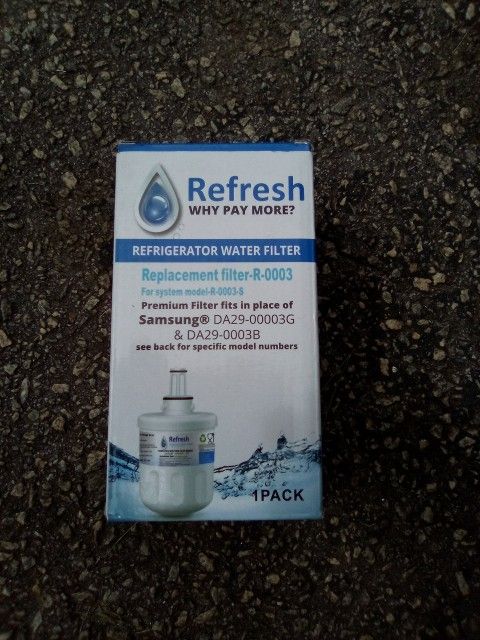 Refresh
WHY PAY MORE?
REFRIGERATOR WATER FILTER
Replacement filter-R-0003
For system model-R-0003-S
Premium Filter fits in place of
Samsung® DA29-00003G
& DA29-0003B
see back for specific model numbers
Refresh
1PACK